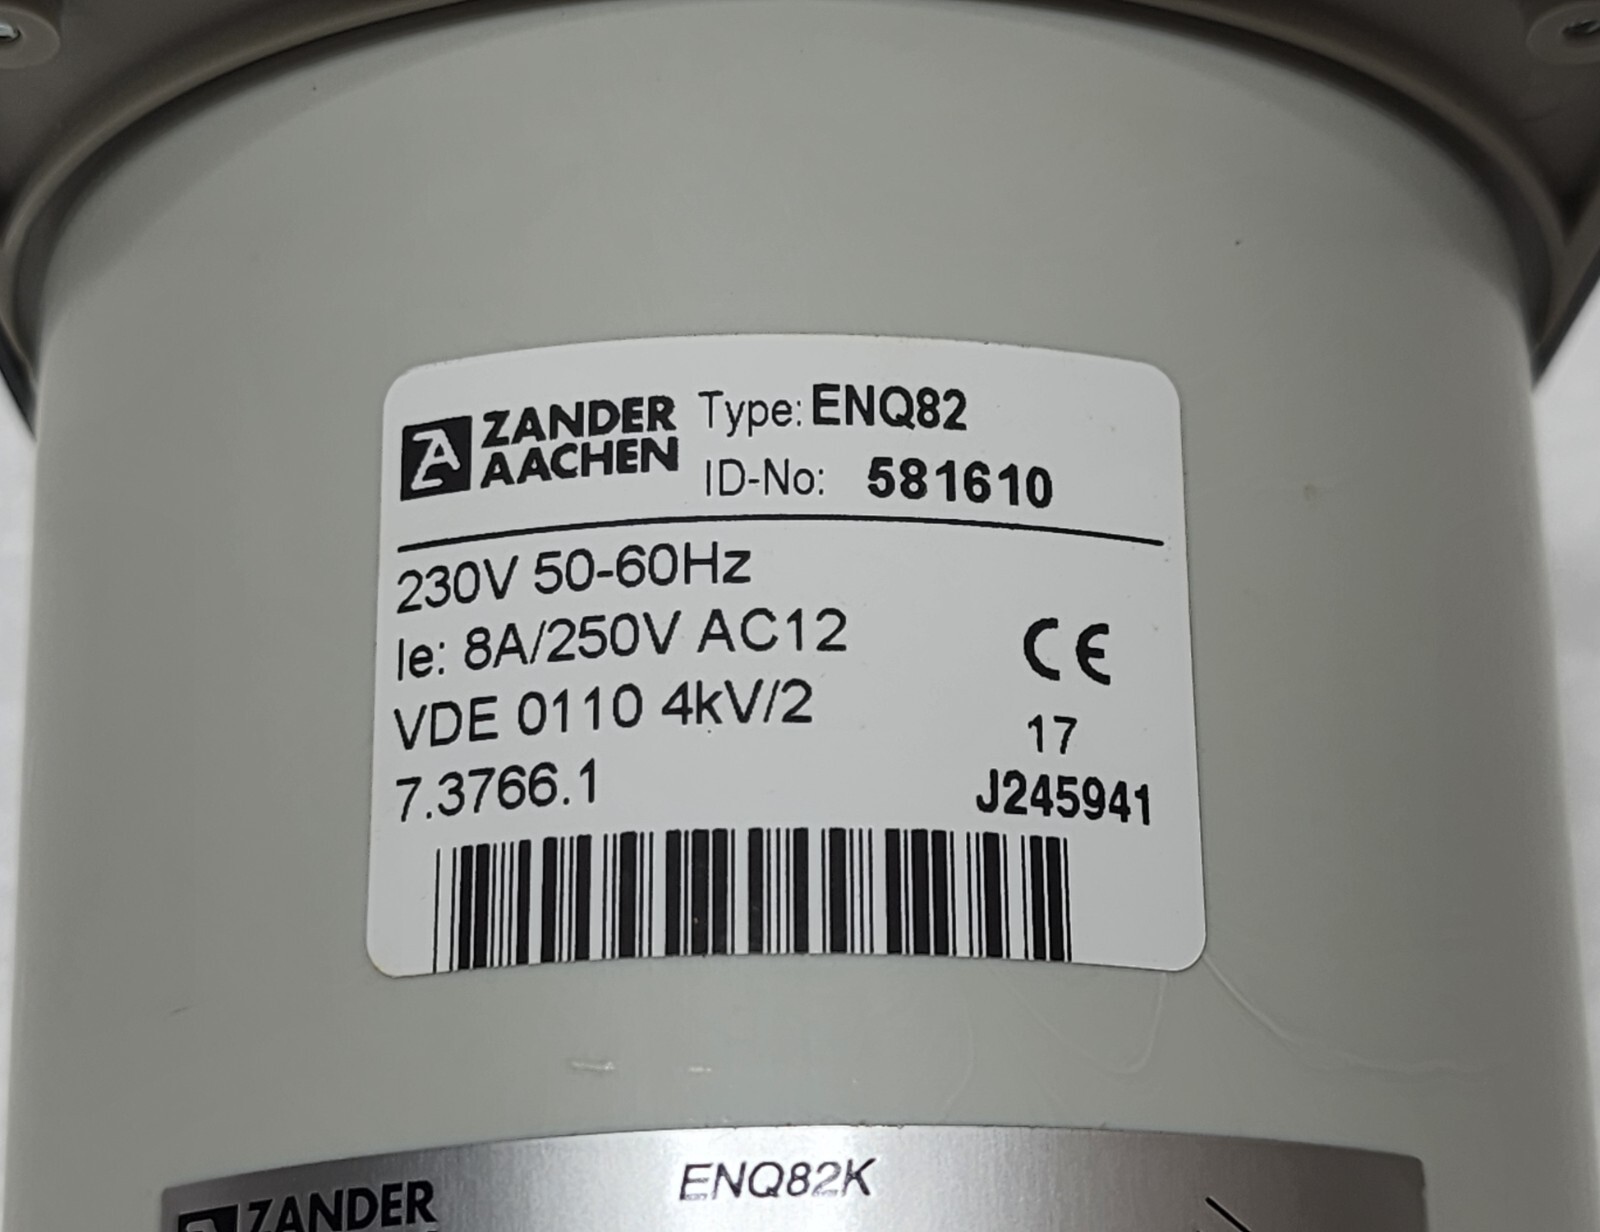 ZANDER
AACHEN
Type: ENQ82
ID-No: 581610
230V 50-60Hz
Ie: 8A/250V AC12
VDE 0110 4kV/2
7.3766.1
CE
17
J245941
ENQ82K
ZANDER